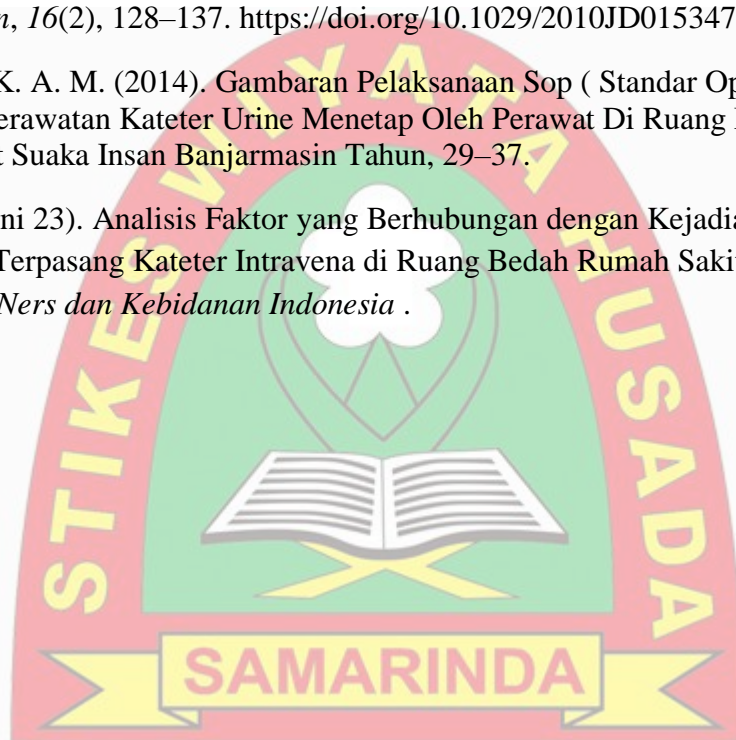 n, 16(2), 128–137. https://doi.org/10.1029/2010JD015347
K. A. M. (2014). Gambaran Pelaksanaan Sop ( Standar Op
erawatan Kateter Urine Menetap Oleh Perawat Di Ruang
t Suaka Insan Banjarmasin Tahun, 29–37.
ni 23). Analisis Faktor yang Berhubungan dengan Kejadia
Terpasang Kateter Intravena di Ruang Bedah Rumah Saki
Ners dan Kebidanan Indonesia .
STIKES WIYATA HUSADA
SAMARINDA